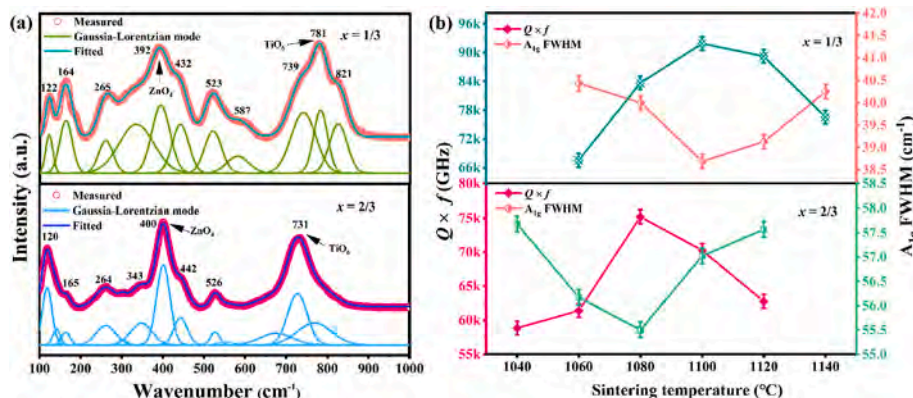 (a)
Measured
Gaussia-Lorentzian mode
Fitted
392
432
ZnO₄
122
164
265
523
587
781
TiO₆
739
821
x = 1/3
Measured
Gaussia-Lorentzian mode
Fitted
400
ZnO₄
442
120
165
264
343
526
731
TiO₆
x = 2/3
Intensity (a.u.)
100 200 300 400 500 600 700 800 900 1000
Wavenumber (cm⁻¹)
(b)
96k
90k
84k
78k
72k
66k
80k
75k
70k
65k
60k
55k
Q × f (GHz)
Q × f
A₁g FWHM
x = 1/3
Q × f
A₁g FWHM
x = 2/3
42.0
41.5
41.0
40.5
40.0
39.5
39.0
38.5
58.5
58.0
57.5
57.0
56.5
56.0
55.5
55.0
A₁g FWHM (cm⁻¹)
1040 1060 1080 1100 1120 1140
Sintering temperature (°C)